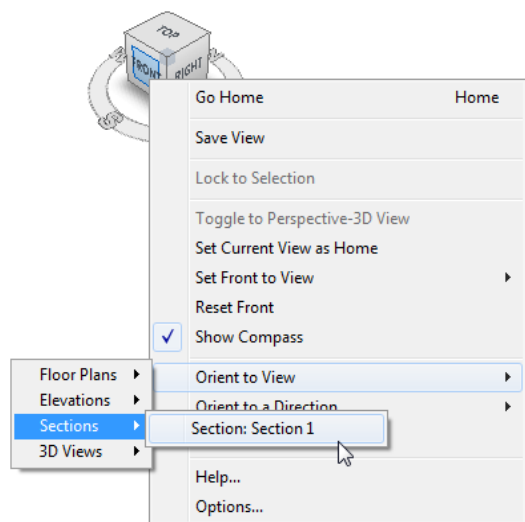 TOP
FRONT
RIGHT
S
Go Home Home
Save View
Lock to Selection
Toggle to Perspective-3D View
Set Current View as Home
Set Front to View
Reset Front
Show Compass
Orient to View
Orient to a Direction
Floor Plans
Elevations
Sections
3D Views
Section: Section 1
Help...
Options...